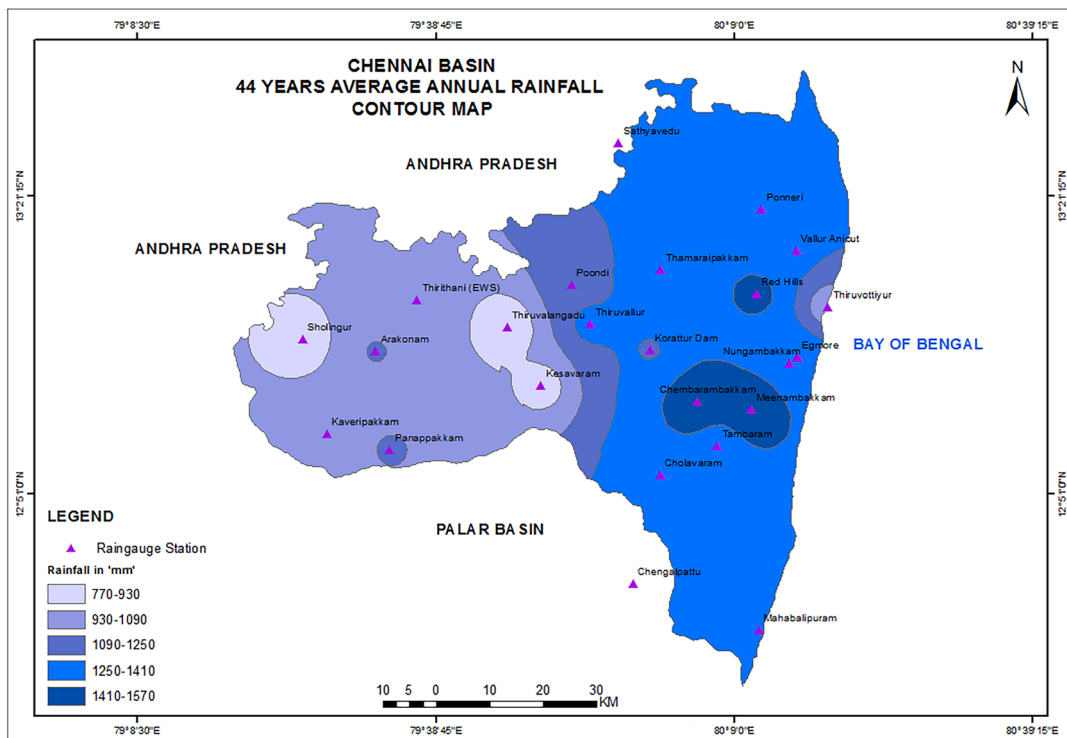 79°8'30"E
79°38'45"E
80°9'0"E
80°39'15"E
CHENNAI BASIN
44 YEARS AVERAGE ANNUAL RAINFALL
CONTOUR MAP
N
Sathyavedu
ANDHRA PRADESH
13°21'15"N
13°21'15"N
Ponneri
ANDHRA PRADESH
Vallur Anicut
Thamaraipakkam
Poondi
Red Hills
Thirithani (EWS)
Thiruvottiyur
Thiruvalangadu
Thiruvallur
Sholingur
Arakonam
Korattur Dam
Nungambakkam
Egmore
BAY OF BENGAL
Kesavaram
Chembarambakkam
Meenambakkam
Kaveripakkam
Panappakkam
Tambaram
Cholavaram
12°51'0"N
12°51'0"N
PALAR BASIN
Chengalpattu
Mahabalipuram
LEGEND
Raingauge Station
Rainfall in 'mm'
770-930
930-1090
1090-1250
1250-1410
1410-1570
10 5 0 10 20 30
KM
79°8'30"E
79°38'45"E
80°9'0"E
80°39'15"E